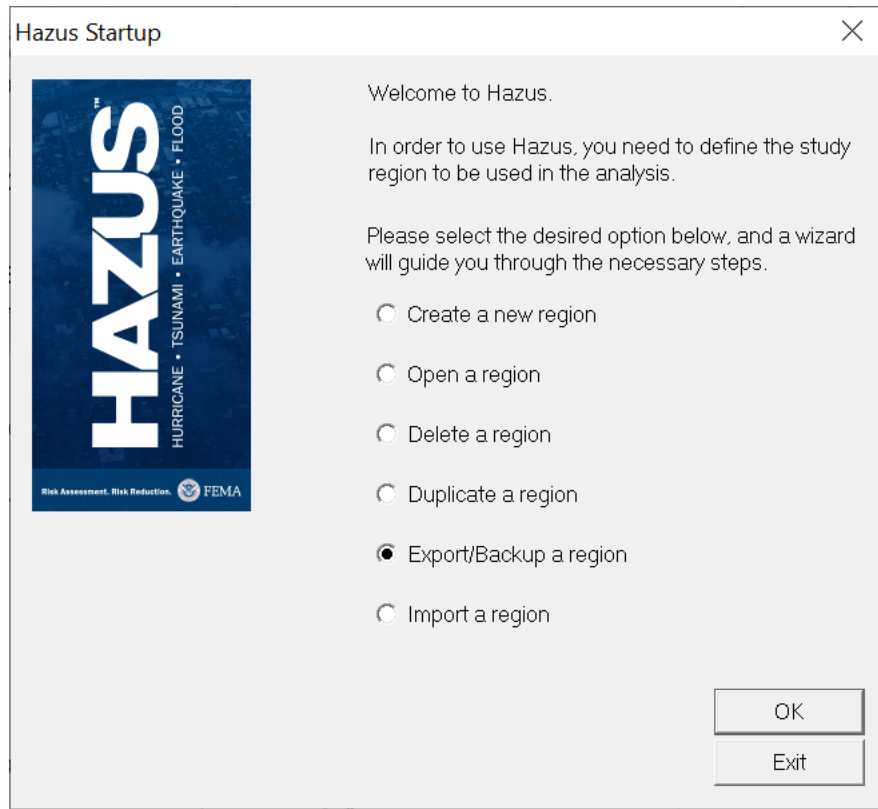 Hazus Startup
HAZUS™
HURRICANE • TSUNAMI • EARTHQUAKE • FLOOD
Risk Assessment. Risk Reduction. FEMA
Welcome to Hazus.
In order to use Hazus, you need to define the study
region to be used in the analysis.
Please select the desired option below, and a wizard
will guide you through the necessary steps.
Create a new region
Open a region
Delete a region
Duplicate a region
Export/Backup a region
Import a region
OK
Exit